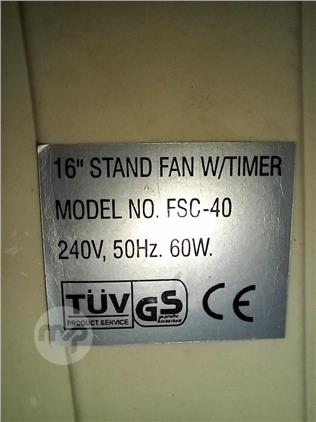 16" STAND FAN W/TIMER
MODEL NO. FSC-40
240V, 50Hz. 60W.
TÜV GS CE
PRODUCT SERVICE